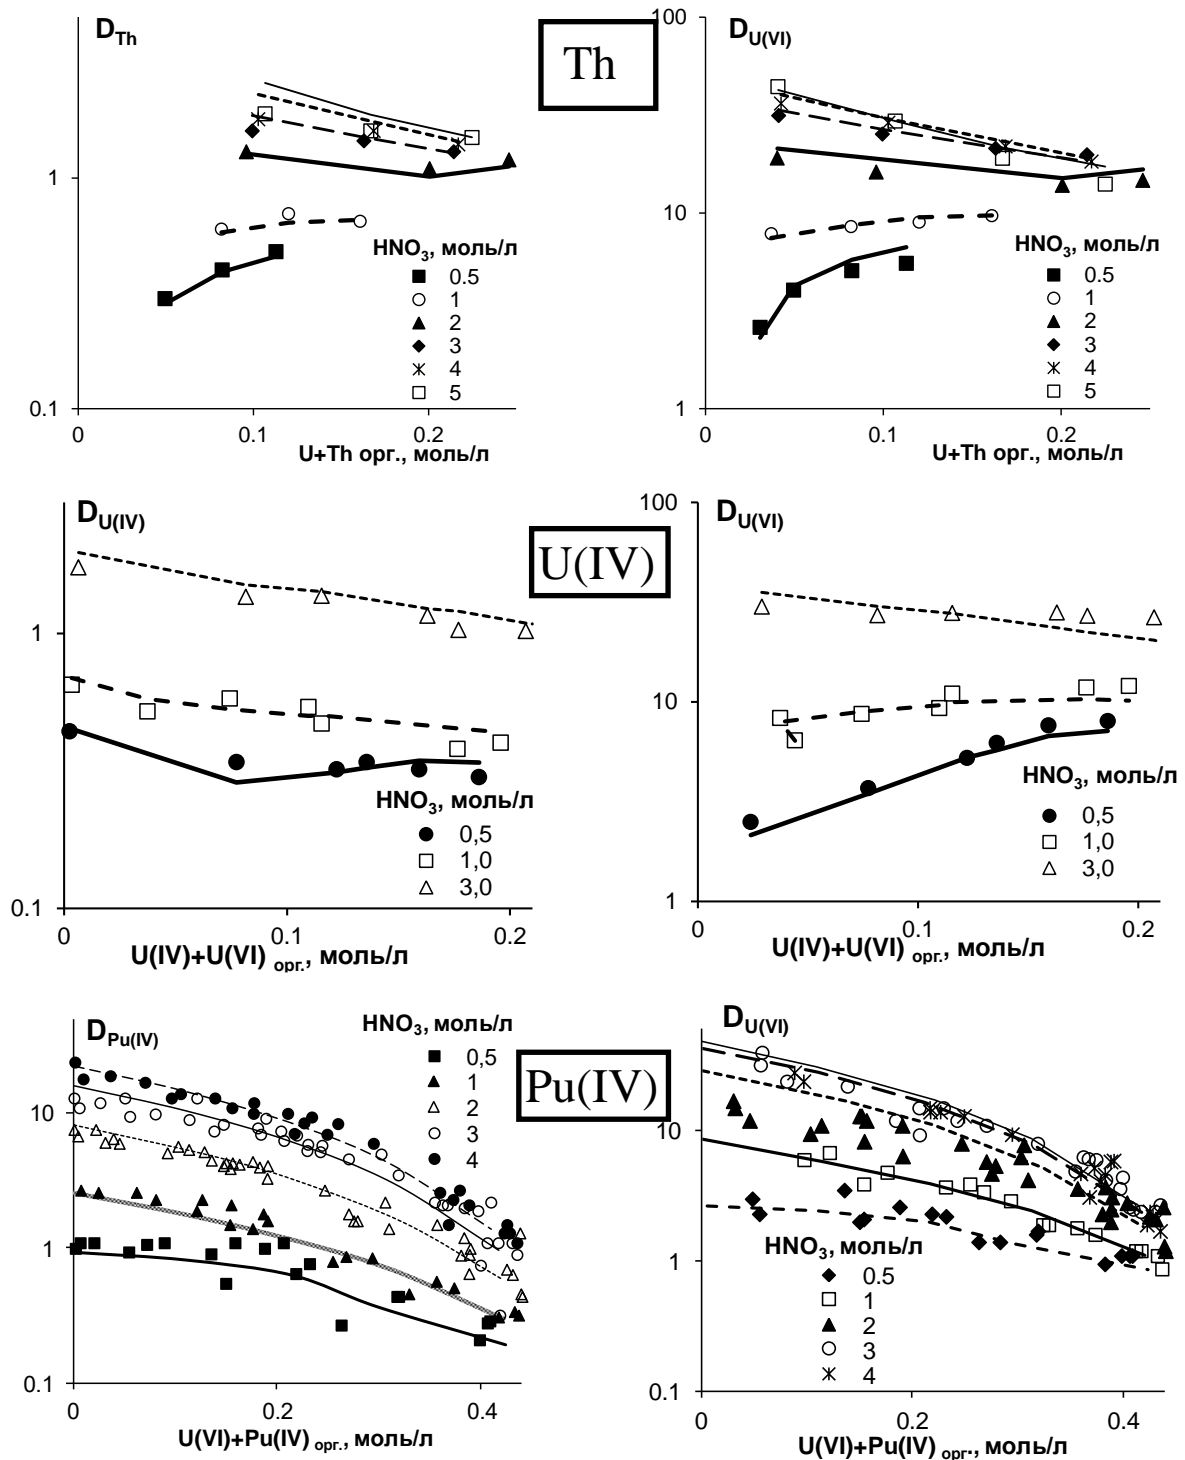 D_Th
1
0.1
0
0.1
0.2
U+Th орг., моль/л
HNO3, моль/л
0.5
1
2
3
4
5
Th
D_U(VI)
100
10
1
0
0.1
0.2
U+Th орг., моль/л
HNO3, моль/л
0.5
1
2
3
4
5
D_U(IV)
1
0.1
0
0.1
0.2
U(IV)+U(VI) орг., моль/л
HNO3, моль/л
0,5
1,0
3,0
U(IV)
D_U(VI)
100
10
1
0
0.1
0.2
U(IV)+U(VI) орг., моль/л
HNO3, моль/л
0,5
1,0
3,0
D_Pu(IV)
10
1
0.1
0
0.2
0.4
U(VI)+Pu(IV) орг., моль/л
HNO3, моль/л
0,5
1
2
3
4
Pu(IV)
D_U(VI)
10
1
0.1
0
0.2
0.4
U(VI)+Pu(IV) орг., моль/л
HNO3, моль/л
0.5
1
2
3
4